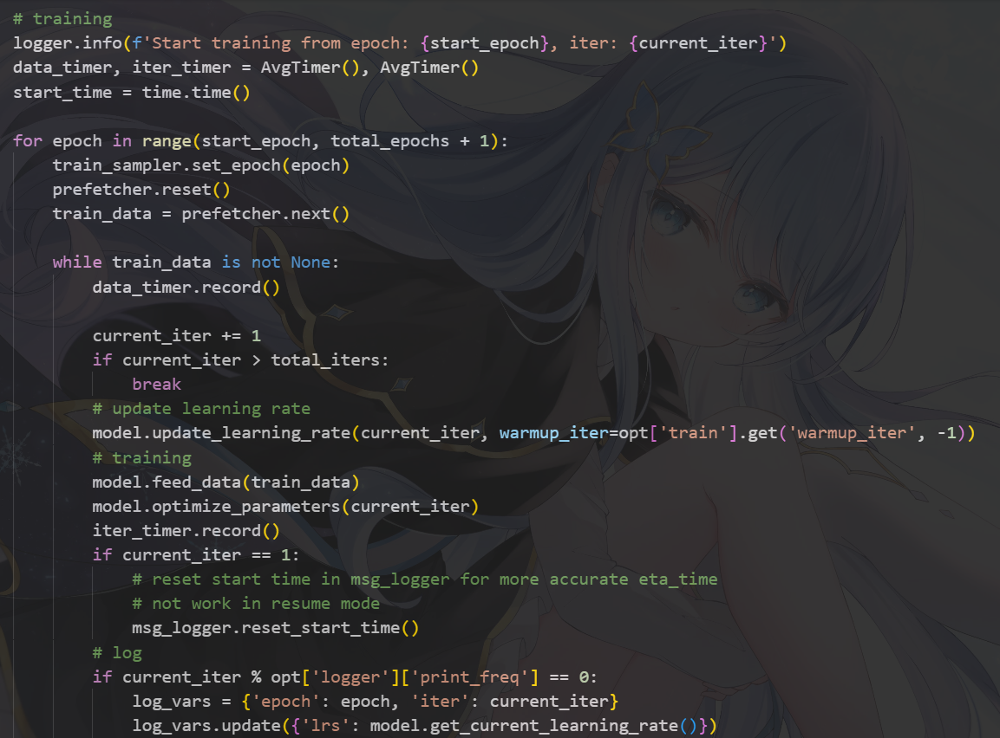 # training
logger.info(f'Start training from epoch: {start_epoch}, iter: {current_iter}')
data_timer, iter_timer = AvgTimer(), AvgTimer()
start_time = time.time()

for epoch in range(start_epoch, total_epochs + 1):
    train_sampler.set_epoch(epoch)
    prefetcher.reset()
    train_data = prefetcher.next()

    while train_data is not None:
        data_timer.record()

        current_iter += 1
        if current_iter > total_iters:
            break
        # update learning rate
        model.update_learning_rate(current_iter, warmup_iter=opt['train'].get('warmup_iter', -1))
        # training
        model.feed_data(train_data)
        model.optimize_parameters(current_iter)
        iter_timer.record()
        if current_iter == 1:
            # reset start time in msg_logger for more accurate eta_time
            # not work in resume mode
            msg_logger.reset_start_time()
        # log
        if current_iter % opt['logger']['print_freq'] == 0:
            log_vars = {'epoch': epoch, 'iter': current_iter}
            log_vars.update({'lrs': model.get_current_learning_rate()})